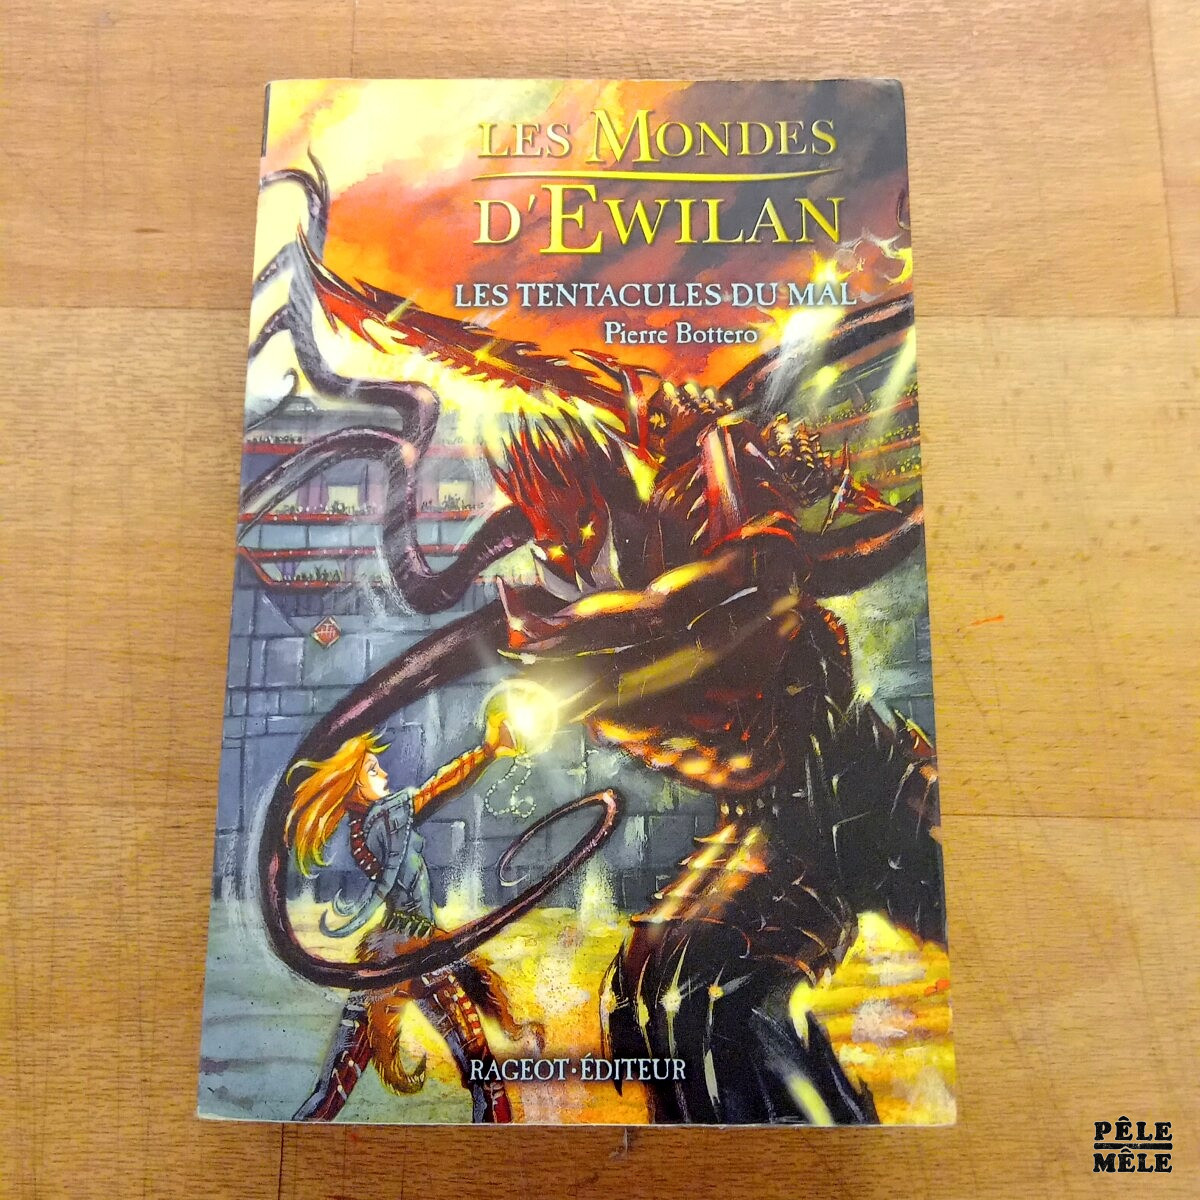 LES MONDES
D'EWILAN
LES TENTACULES DU MAL
Pierre Bottero
RAGEOT·ÉDITEUR
PÊLE
MÊLE